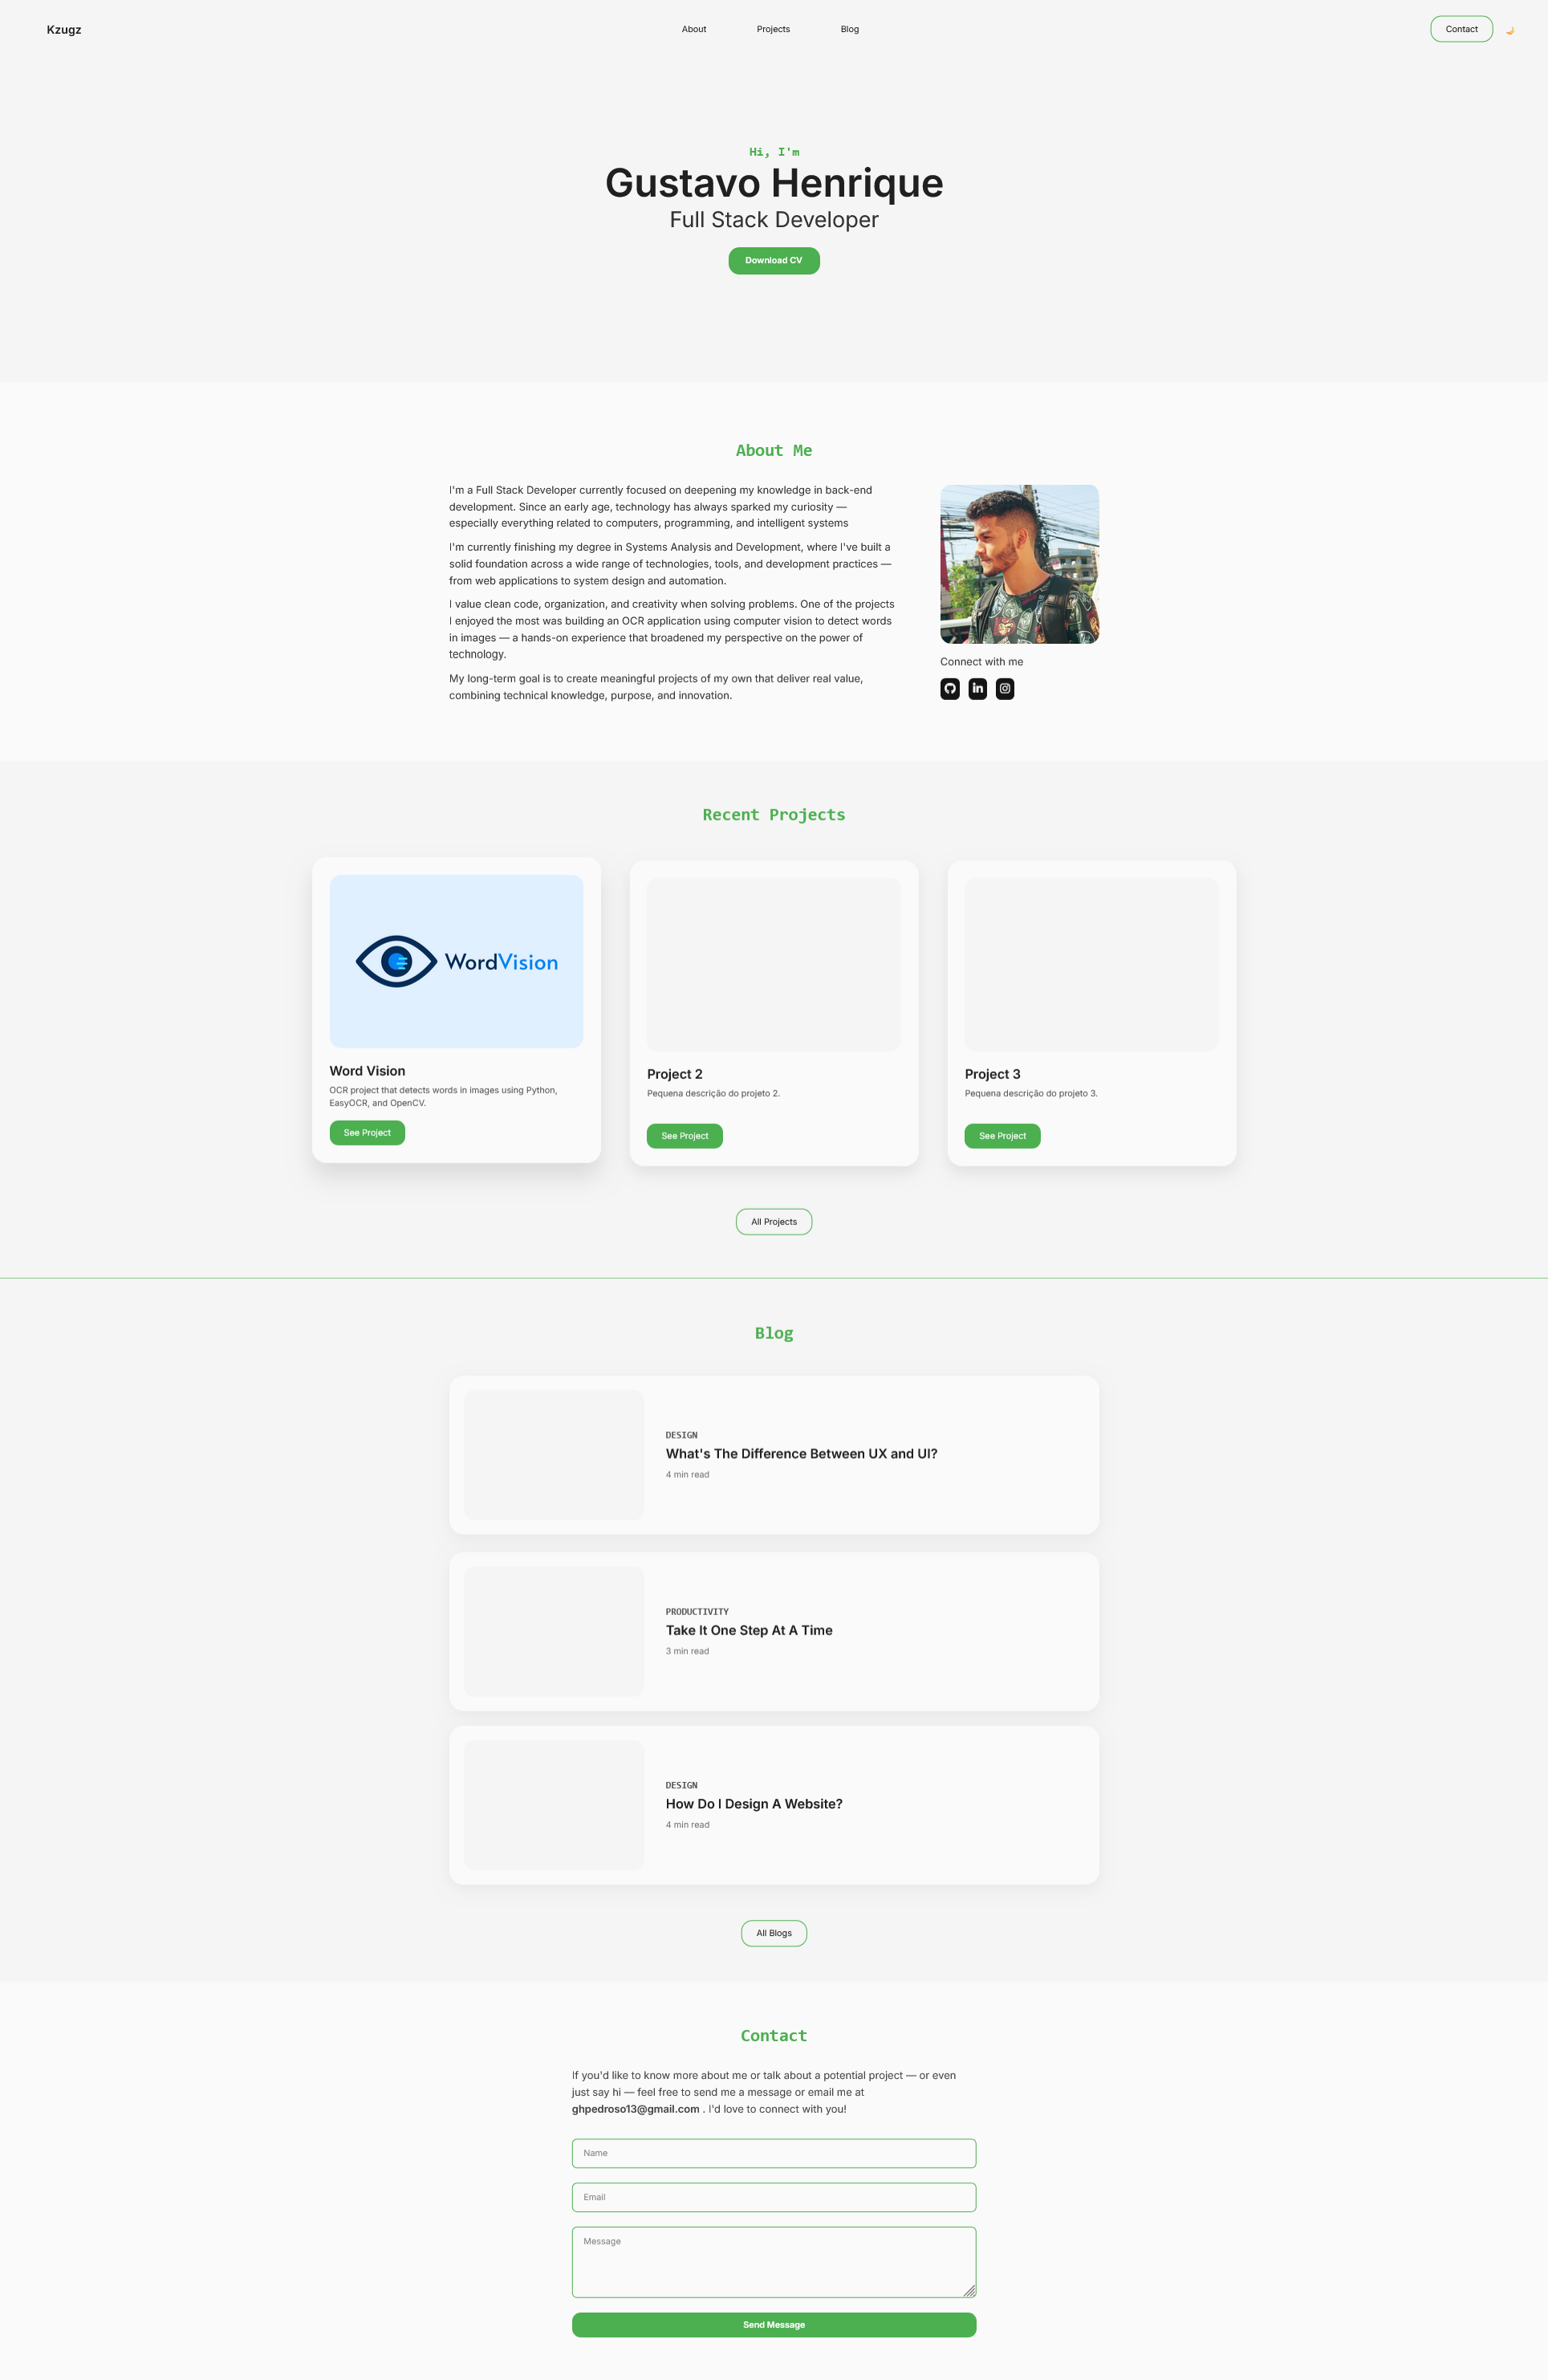 Kzugz
About
Projects
Blog
Contact
Hi, I'm
Gustavo Henrique
Full Stack Developer
Download CV
About Me
I'm a Full Stack Developer currently focused on deepening my knowledge in back-end
development. Since an early age, technology has always sparked my curiosity —
especially everything related to computers, programming, and intelligent systems
I'm currently finishing my degree in Systems Analysis and Development, where I've built a
solid foundation across a wide range of technologies, tools, and development practices —
from web applications to system design and automation.
I value clean code, organization, and creativity when solving problems. One of the projects
I enjoyed the most was building an OCR application using computer vision to detect words
in images — a hands-on experience that broadened my perspective on the power of
technology.
My long-term goal is to create meaningful projects of my own that deliver real value,
combining technical knowledge, purpose, and innovation.
Connect with me
in
Recent Projects
WordVision
Word Vision
OCR project that detects words in images using Python,
EasyOCR, and OpenCV.
See Project
Project 2
Pequena descrição do projeto 2.
See Project
Project 3
Pequena descrição do projeto 3.
See Project
All Projects
Blog
DESIGN
What's The Difference Between UX and UI?
4 min read
PRODUCTIVITY
Take It One Step At A Time
3 min read
DESIGN
How Do I Design A Website?
4 min read
All Blogs
Contact
If you'd like to know more about me or talk about a potential project — or even
just say hi — feel free to send me a message or email me at
ghpedroso13@gmail.com . I'd love to connect with you!
Name
Email
Message
Send Message